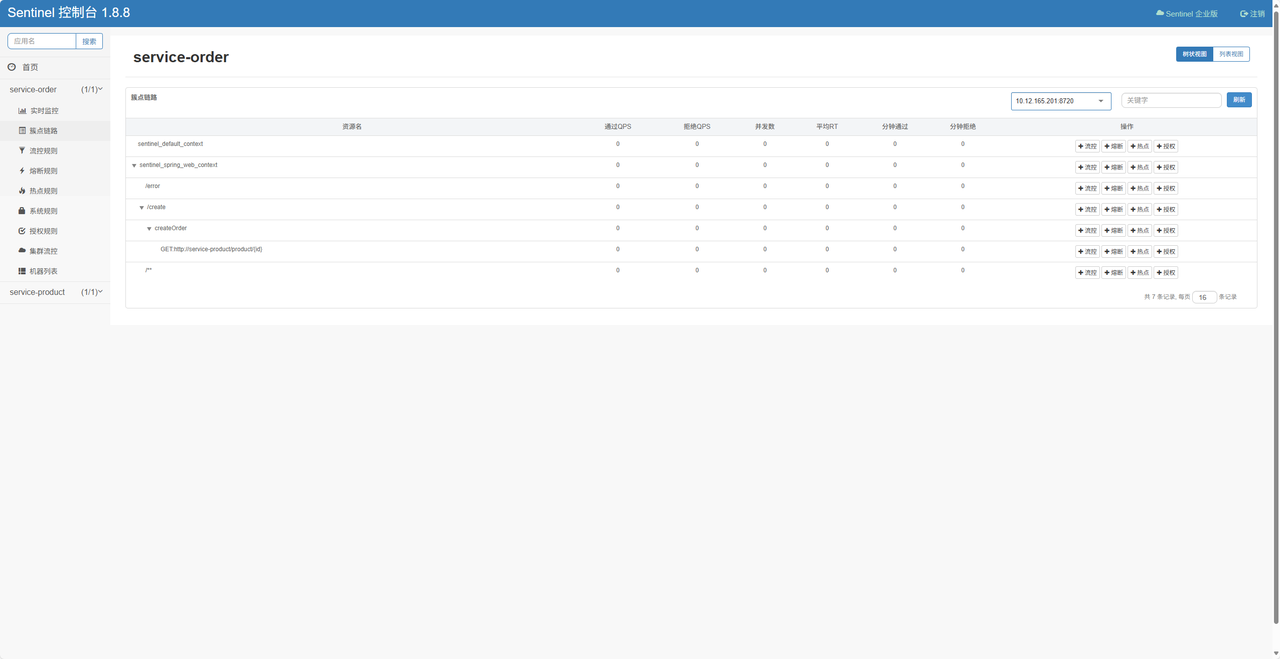 Sentinel 控制台 1.8.8
Sentinel 企业版 注销
应用名 搜索
首页
service-order (1/1)
实时监控
簇点链路
流控规则
熔断规则
热点规则
系统规则
授权规则
集群流控
机器列表
service-product (1/1)
service-order
树状视图 列表视图
簇点链路 10.12.165.201:8720 关键字 刷新
资源名 通过QPS 拒绝QPS 并发数 平均RT 分钟通过 分钟拒绝 操作
sentinel_default_context 0 0 0 0 0 0 流控 熔断 热点 授权
sentinel_spring_web_context 0 0 0 0 0 0 流控 熔断 热点 授权
/error 0 0 0 0 0 0 流控 熔断 热点 授权
/create 0 0 0 0 0 0 流控 熔断 热点 授权
createOrder 0 0 0 0 0 0 流控 熔断 热点 授权
GET:http://service-product/product/{id} 0 0 0 0 0 0 流控 熔断 热点 授权
/** 0 0 0 0 0 0 流控 熔断 热点 授权
共 7 条记录, 每页 16 条记录